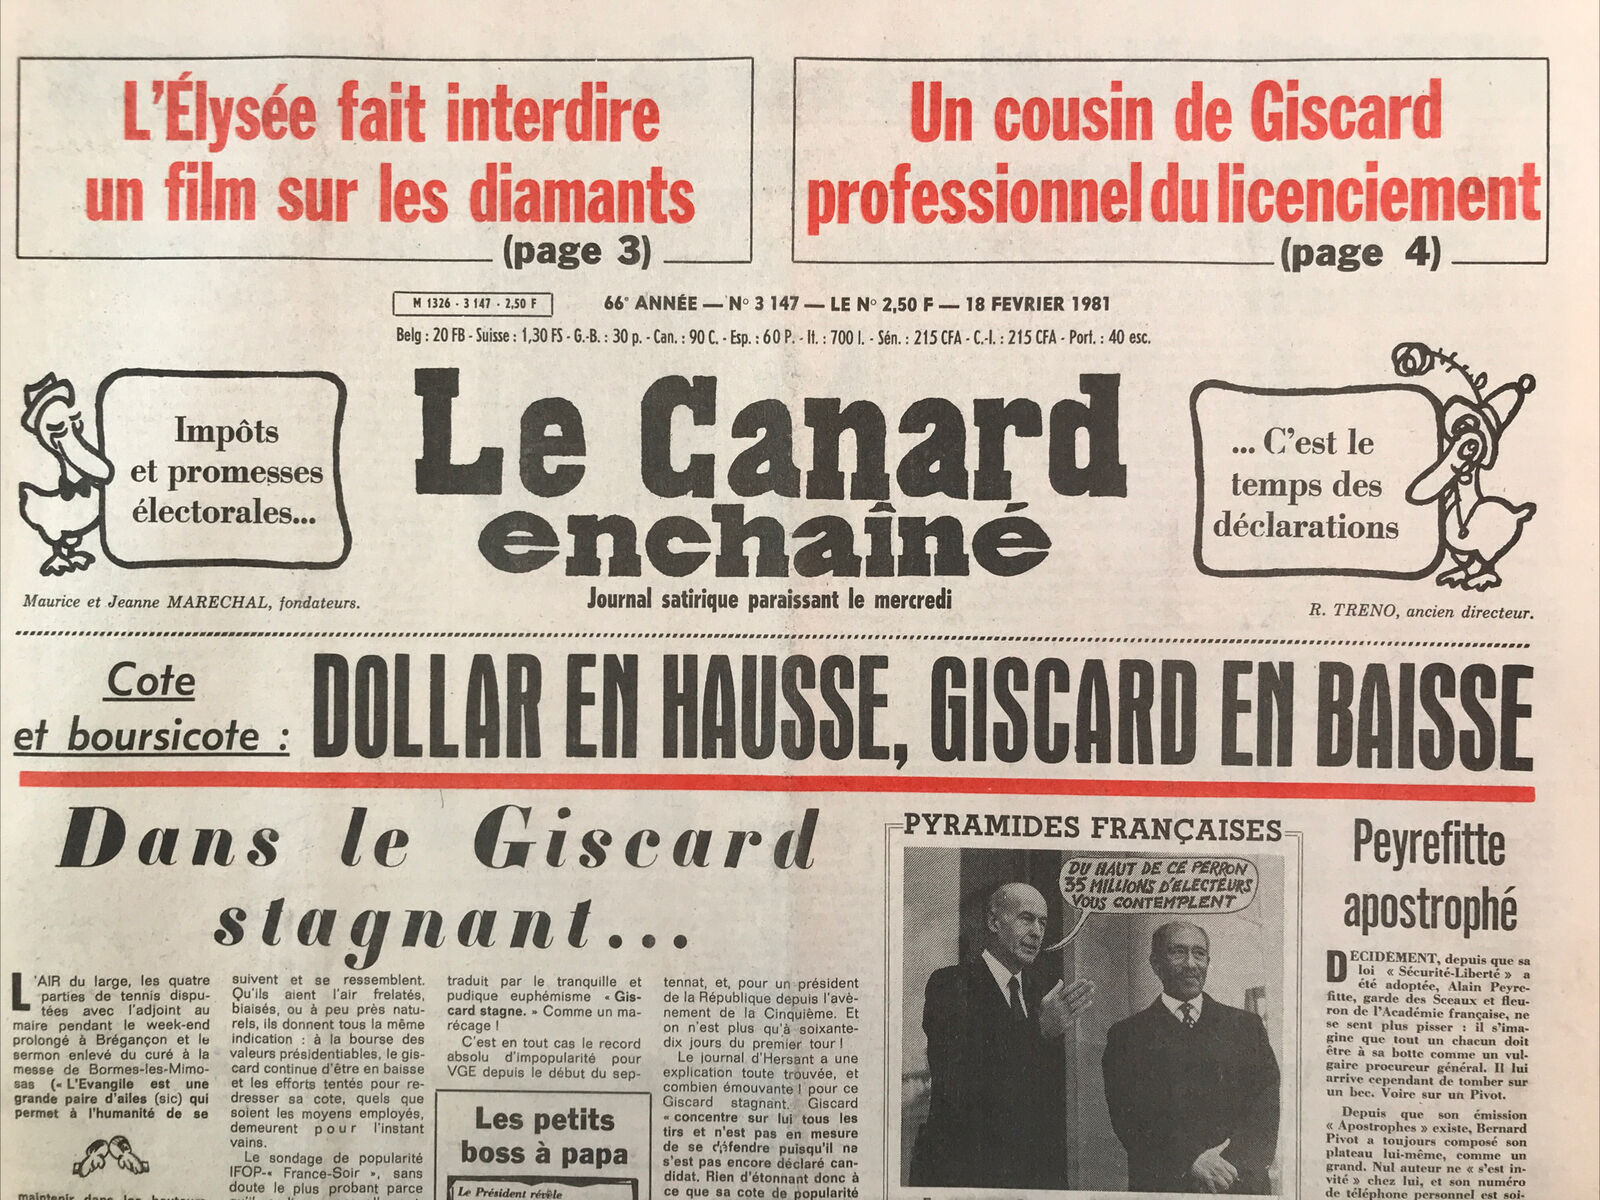 L'Élysée fait interdire
un film sur les diamants
(page 3)
Un cousin de Giscard
professionnel du licenciement
(page 4)
M 1326 - 3 147 - 2,50 F
66e ANNÉE — No 3 147 — LE No 2,50 F — 18 FEVRIER 1981
Belg : 20 FB - Suisse : 1,30 FS - G.-B. : 30 p. - Can. : 90 C. - Esp. : 60 P. - It. : 700 l. - Sén. : 215 CFA - C.-I. : 215 CFA - Port. : 40 esc.
Impôts
et promesses
électorales...
Le Canard
enchaîné
Journal satirique paraissant le mercredi
... C'est le
temps des
déclarations
Maurice et Jeanne MARECHAL, fondateurs.
R. TRENO, ancien directeur.
Cote
et boursicote :
DOLLAR EN HAUSSE, GISCARD EN BAISSE
Dans le Giscard
stagnant...
L'AIR du large, les quatre
parties de tennis dispu-
tées avec l'adjoint au
maire pendant le week-end
prolongé à Brégançon et le
sermon enlevé du curé à la
messe de Bormes-les-Mimo-
sas (« L'Evangile est une
grande paire d'ailes (sic) qui
permet à l'humanité de se
maintenir dans les hauteurs
suivent et se ressemblent.
Qu'ils aient l'air frelatés,
biaisés, ou à peu près natu-
rels, ils donnent tous la même
indication : à la bourse des
valeurs présidentiables, le gis-
card continue d'être en baisse
et les efforts tentés pour re-
dresser sa cote, quels que
soient les moyens employés,
demeurent pour l'instant
vains.
Le sondage de popularité
IFOP-« France-Soir », sans
doute le plus probant parce
traduit par le tranquille et
pudique euphémisme « Gis-
card stagne. » Comme un ma-
récage !
C'est en tout cas le record
absolu d'impopularité pour
VGE depuis le début du sep-
Les petits
boss à papa
Le Président révèle
tennat, et, pour un président
de la République depuis l'avè-
nement de la Cinquième. Et
on n'est plus qu'à soixante-
dix jours du premier tour !
Le journal d'Hersant a une
explication toute trouvée, et
combien émouvante ! pour ce
Giscard stagnant. Giscard
« concentre sur lui tous les
tirs et n'est pas en mesure
de se défendre puisqu'il ne
s'est pas encore déclaré can-
didat. Rien d'étonnant donc à
ce que sa cote de popularité
PYRAMIDES FRANÇAISES
DU HAUT DE CE PERRON
35 MILLIONS D'ELECTEURS
VOUS CONTEMPLENT
Peyrefitte
apostrophé
DECIDEMENT, depuis que sa
loi « Sécurité-Liberté » a
été adoptée, Alain Peyre-
fitte, garde des Sceaux et fleu-
ron de l'Académie française, ne
se sent plus pisser : il s'ima-
gine que tout un chacun doit
être à sa botte comme un vul-
gaire procureur général. Il lui
arrive cependant de tomber sur
un bec. Voire sur un Pivot.
Depuis que son émission
« Apostrophes » existe, Bernard
Pivot a toujours composé son
plateau lui-même, comme un
grand. Nul auteur ne « s'est in-
vité » chez lui, et son numéro
de téléphone personnel est soi-